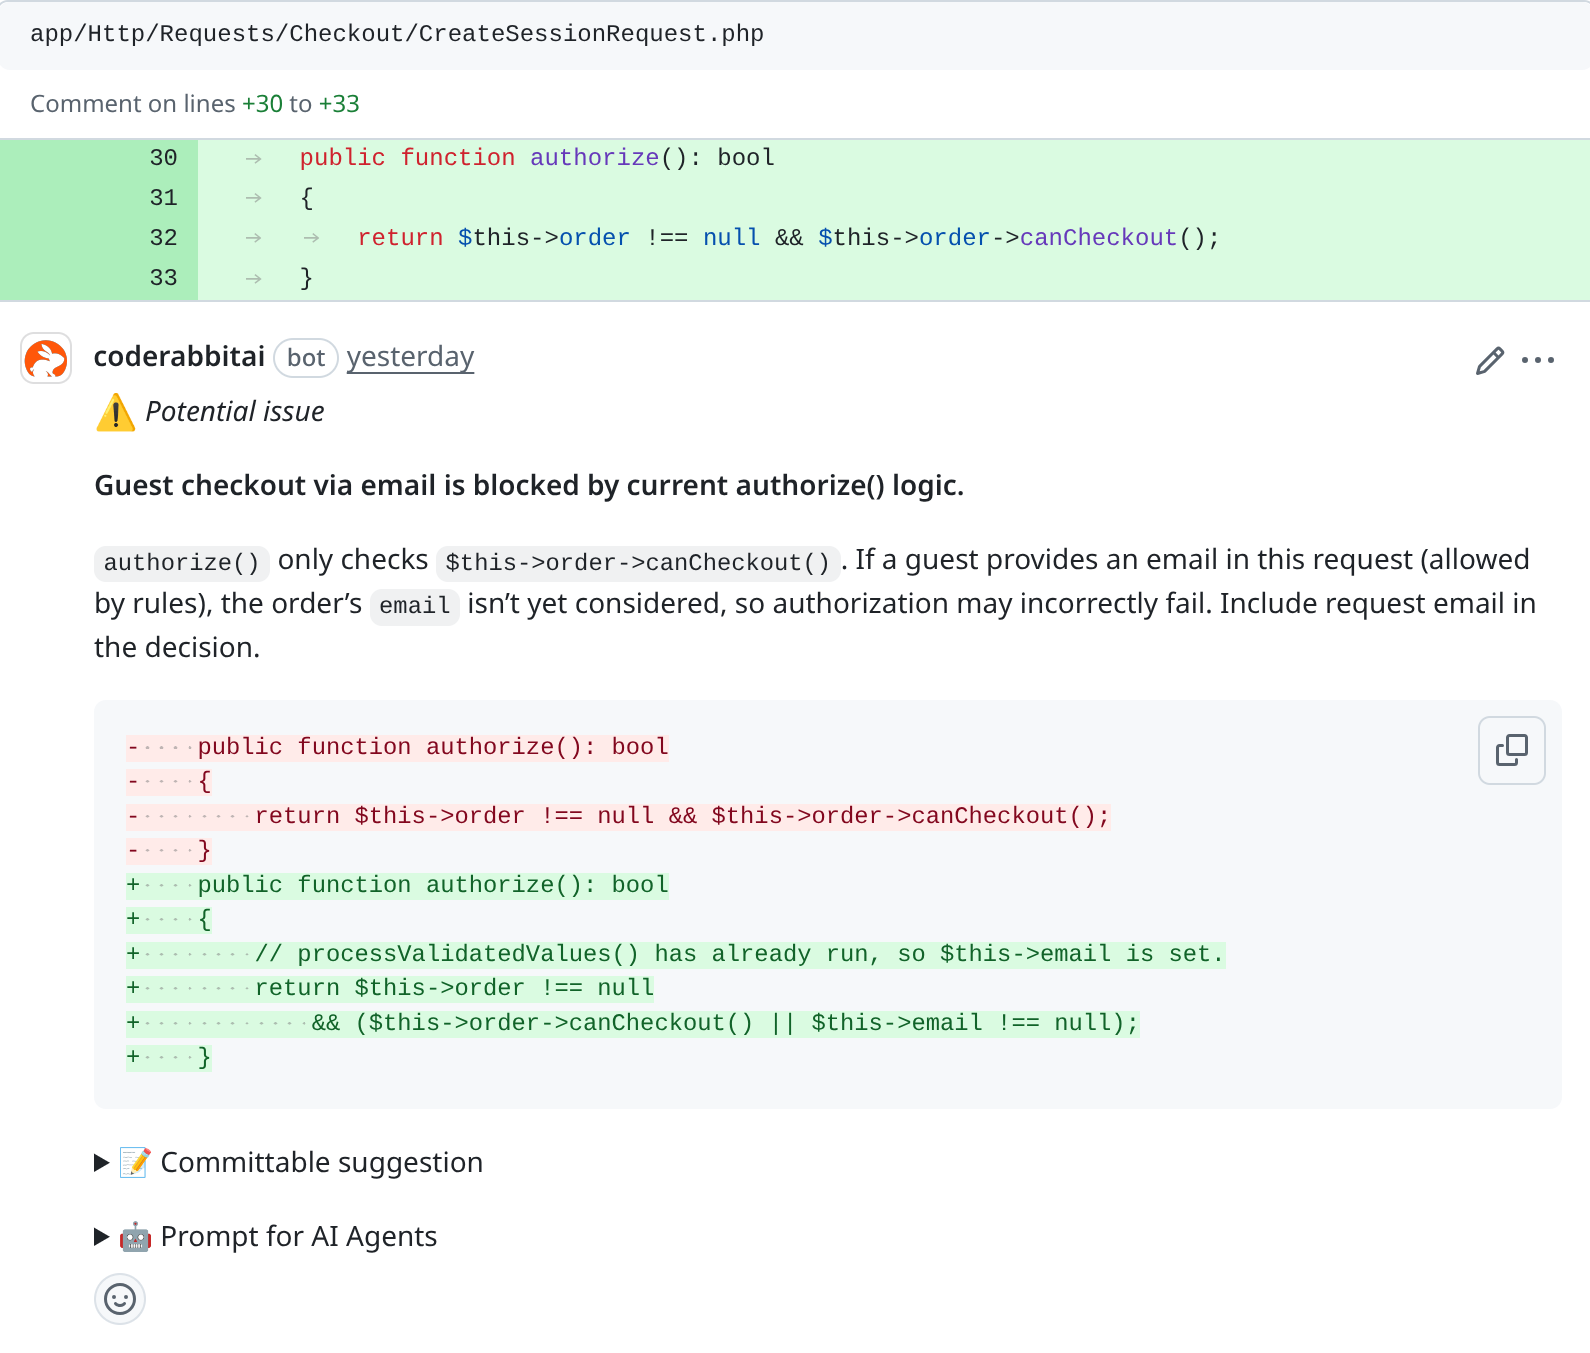 app/Http/Requests/Checkout/CreateSessionRequest.php
Comment on lines +30 to +33
30 → public function authorize(): bool
31 → {
32 → → return $this->order !== null && $this->order->canCheckout();
33 → }
coderabbitai bot yesterday
⚠️ Potential issue
Guest checkout via email is blocked by current authorize() logic.
authorize() only checks $this->order->canCheckout(). If a guest provides an email in this request (allowed
by rules), the order’s email isn’t yet considered, so authorization may incorrectly fail. Include request email in
the decision.
-····public function authorize(): bool
-····{
-········return $this->order !== null && $this->order->canCheckout();
-····}
+····public function authorize(): bool
+····{
+········// processValidatedValues() has already run, so $this->email is set.
+········return $this->order !== null
+············&& ($this->order->canCheckout() || $this->email !== null);
+····}
▶ 📝 Committable suggestion
▶ 🤖 Prompt for AI Agents